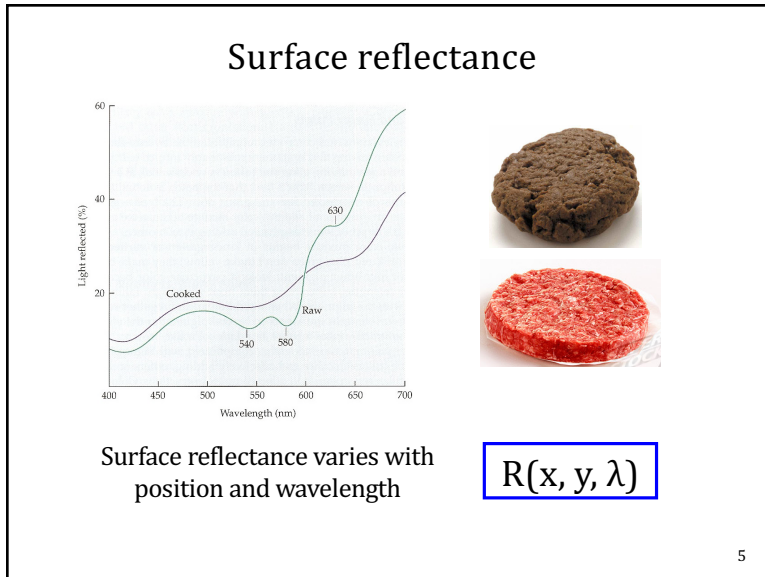 Surface reflectance
60
40
20
Light reflected (%)
630
Cooked
Raw
540
580
400
450
500
550
600
650
700
Wavelength (nm)
Surface reflectance varies with
position and wavelength
R(x, y, λ)
5